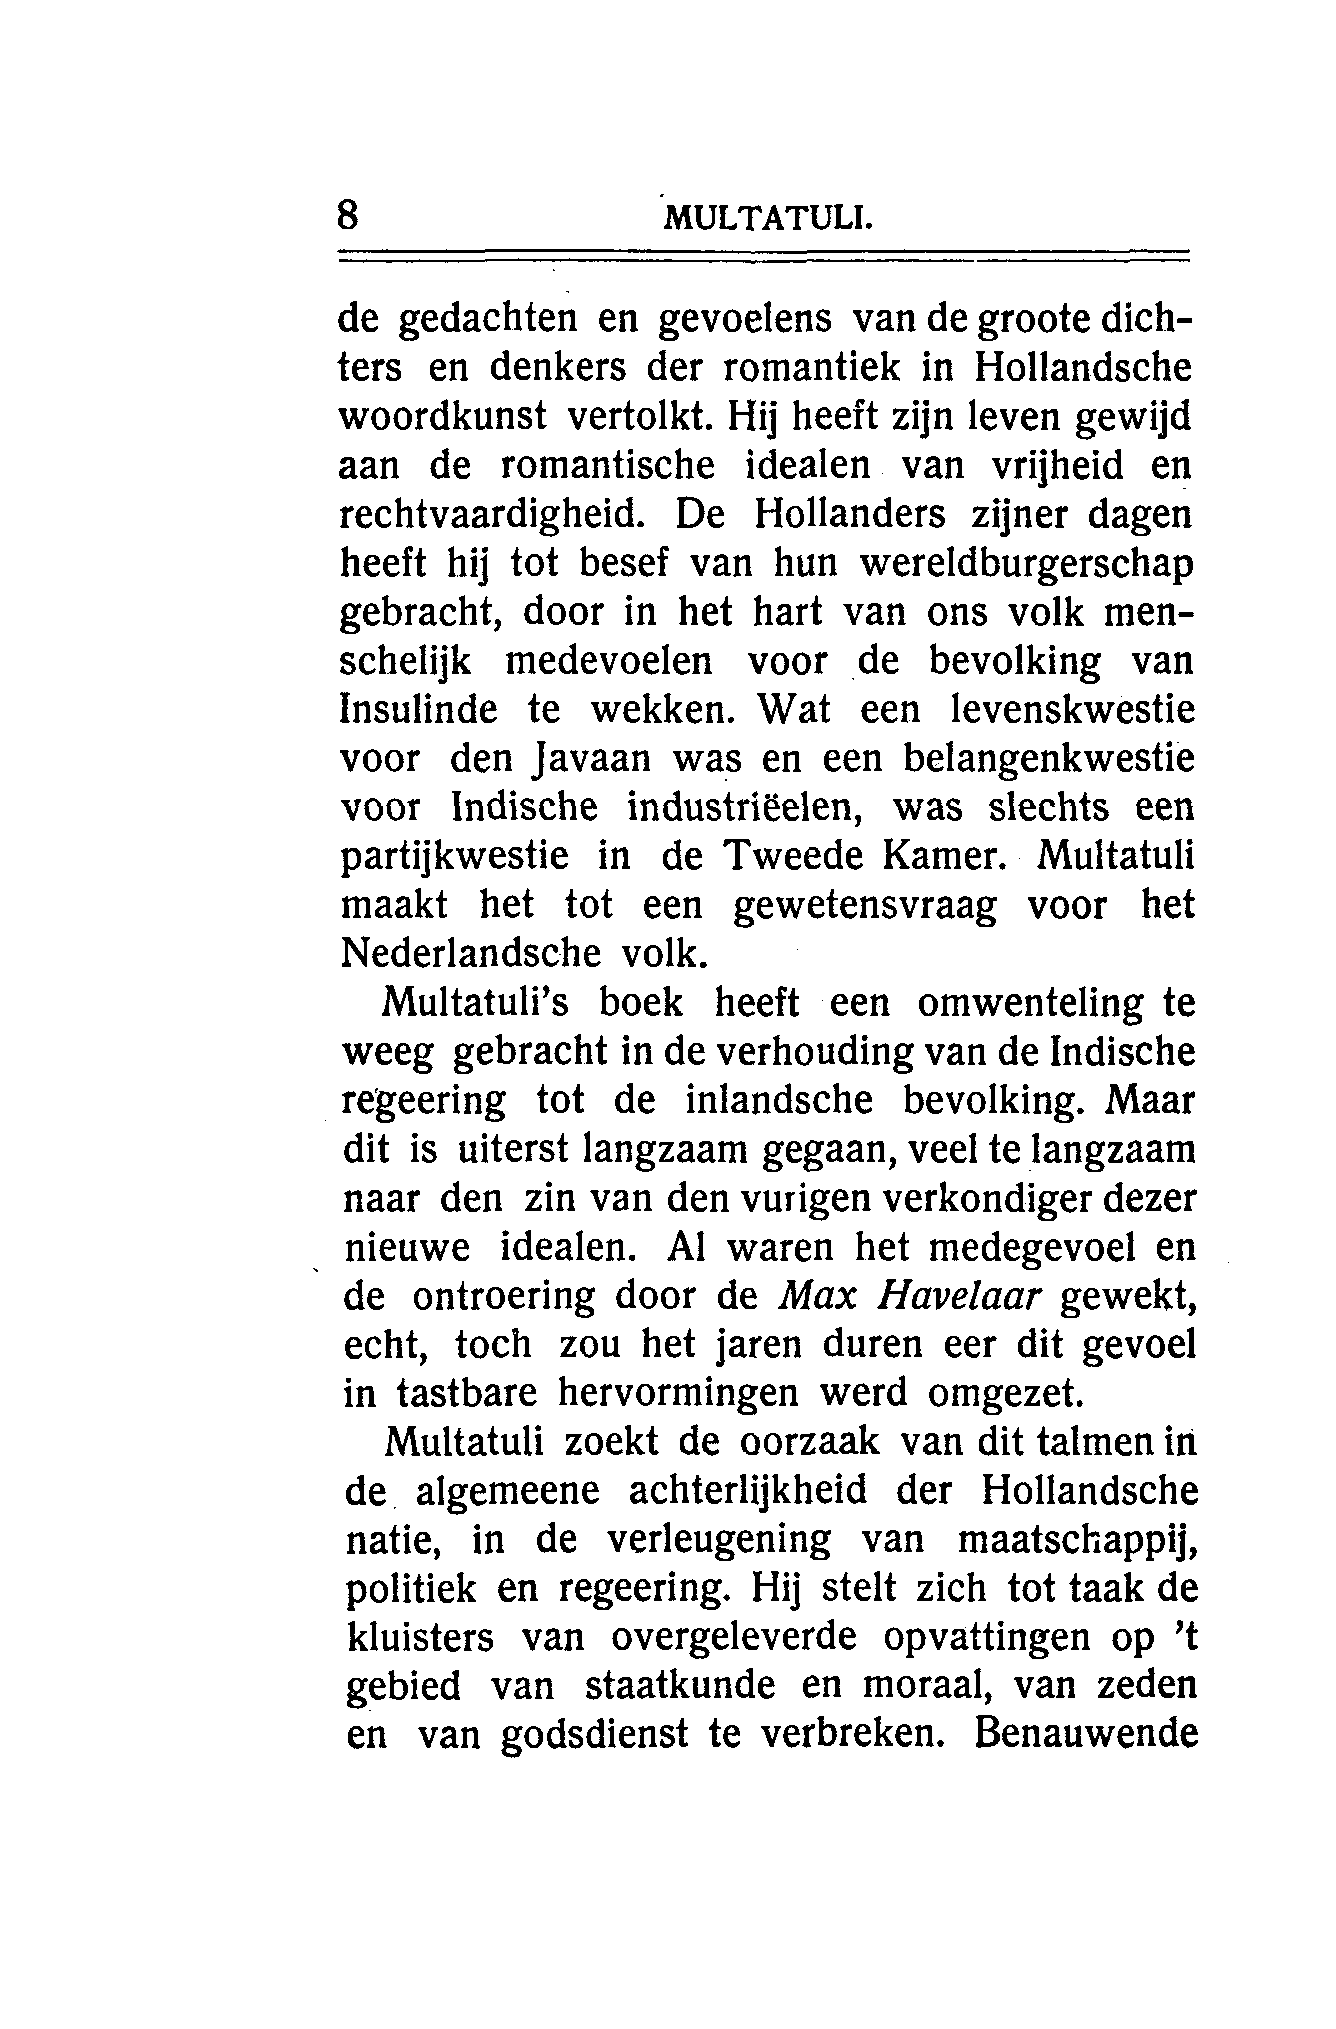 8 MULTATULI.
de gedachten en gevoelens van de groote dich-
ters en denkers der romantiek in Hollandsche
woordkunst vertolkt. Hij heeft zijn leven gewijd
aan de romantische idealen van vrijheid en
rechtvaardigheid. De Hollanders zijner dagen
heeft hij tot besef van hun wereldburgerschap
gebracht, door in het hart van ons volk men-
schelijk medevoelen voor de bevolking van
Insulinde te wekken. Wat een levenskwestie
voor den Javaan was en een belangenkwestie
voor Indische industriëelen, was slechts een
partijkwestie in de Tweede Kamer. Multatuli
maakt het tot een gewetensvraag voor het
Nederlandsche volk.
Multatuli's boek heeft een omwenteling te
weeg gebracht in de verhouding van de Indische
regeering tot de inlandsche bevolking. Maar
dit is uiterst langzaam gegaan, veel te langzaam
naar den zin van den vurigen verkondiger dezer
nieuwe idealen. Al waren het medegevoel en
de ontroering door de Max Havelaar gewekt,
echt, toch zou het jaren duren eer dit gevoel
in tastbare hervormingen werd omgezet.
Multatuli zoekt de oorzaak van dit talmen in
de algemeene achterlijkheid der Hollandsche
natie, in de verleugening van maatschappij,
politiek en regeering. Hij stelt zich tot taak de
kluisters van overgeleverde opvattingen op 't
gebied van staatkunde en moraal, van zeden
en van godsdienst te verbreken. Benauwende